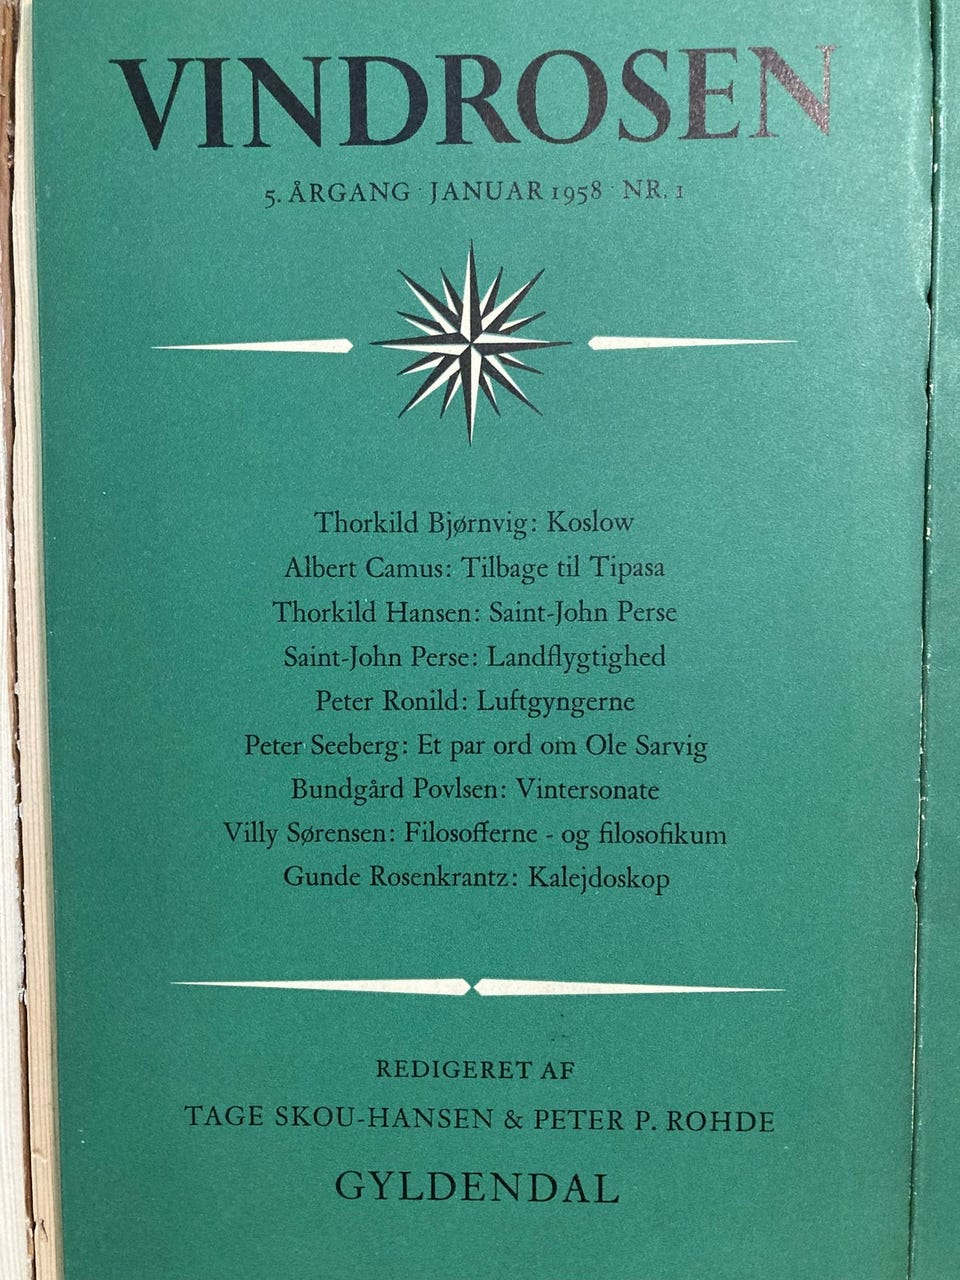 VINDROSEN
5. ÅRGANG · JANUAR 1958 · NR. 1
Thorkild Bjørnvig: Koslow
Albert Camus: Tilbage til Tipasa
Thorkild Hansen: Saint-John Perse
Saint-John Perse: Landflygtighed
Peter Ronild: Luftgyngerne
Peter Seeberg: Et par ord om Ole Sarvig
Bundgård Povlsen: Vintersonate
Villy Sørensen: Filosofferne - og filosofikum
Gunde Rosenkrantz: Kalejdoskop
REDIGERET AF
TAGE SKOU-HANSEN & PETER P. ROHDE
GYLDENDAL